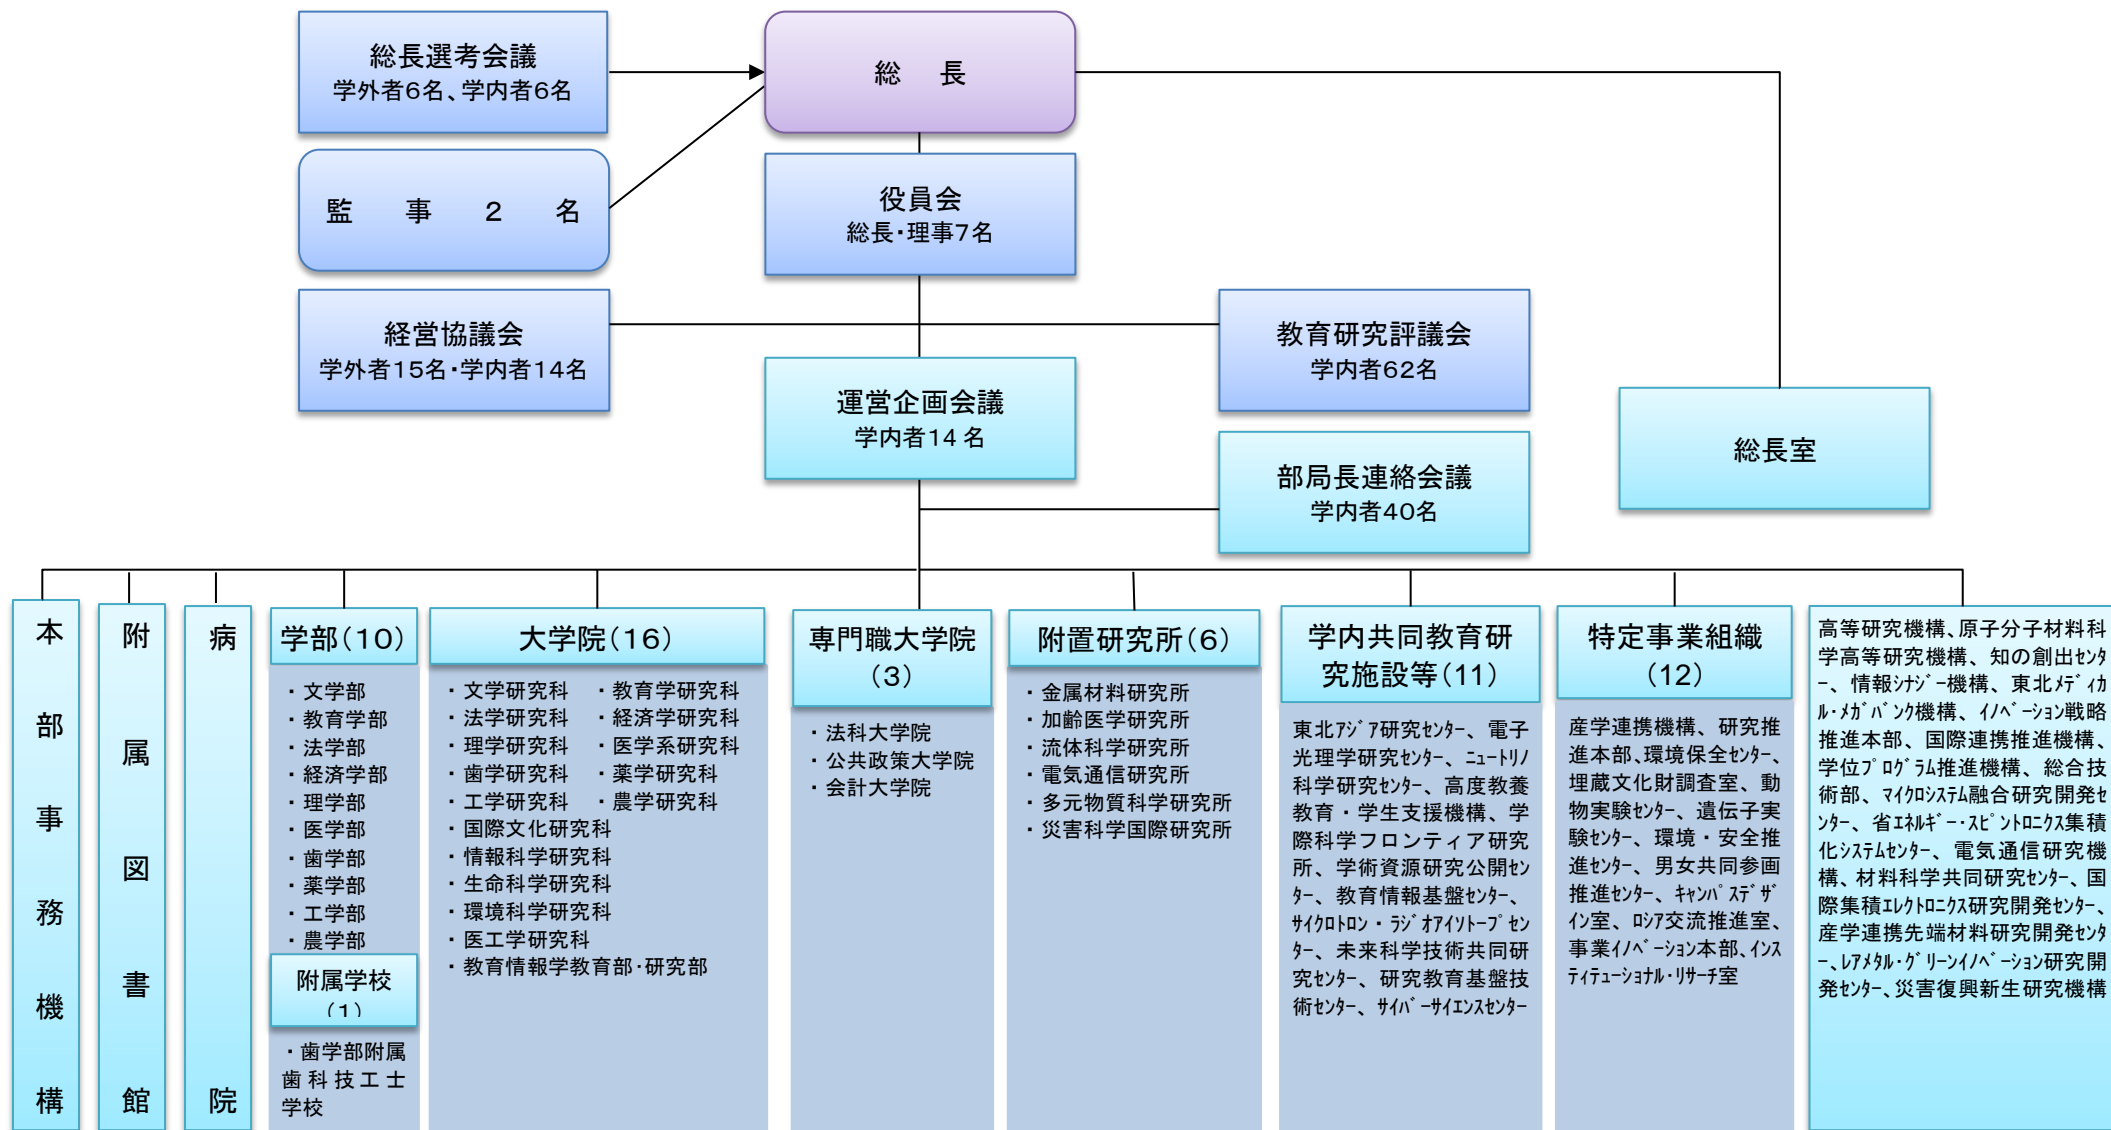 総長選考会議
学外者6名、学内者6名
総 長
監 事 2 名
役員会
総長・理事7名
経営協議会
学外者15名・学内者14名
教育研究評議会
学内者62名
運営企画会議
学内者14名
総長室
部局長連絡会議
学内者40名
本部事務機構
附属図書館
病院
学部(10)
・文学部
・教育学部
・法学部
・経済学部
・理学部
・医学部
・歯学部
・薬学部
・工学部
・農学部
附属学校
(1)
・歯学部附属
歯科技工士
学校
大学院(16)
・文学研究科 ・教育学研究科
・法学研究科 ・経済学研究科
・理学研究科 ・医学系研究科
・歯学研究科 ・薬学研究科
・工学研究科 ・農学研究科
・国際文化研究科
・情報科学研究科
・生命科学研究科
・環境科学研究科
・医工学研究科
・教育情報学教育部・研究部
専門職大学院
(3)
・法科大学院
・公共政策大学院
・会計大学院
附置研究所(6)
・金属材料研究所
・加齢医学研究所
・流体科学研究所
・電気通信研究所
・多元物質科学研究所
・災害科学国際研究所
学内共同教育研
究施設等(11)
東北ｱｼﾞｱ研究ｾﾝﾀｰ、電子
光理学研究ｾﾝﾀｰ、ﾆｭｰﾄﾘﾉ
科学研究ｾﾝﾀｰ、高度教養
教育・学生支援機構、学
際科学フロンティア研究
所、学術資源研究公開ｾﾝ
ﾀｰ、教育情報基盤ｾﾝﾀｰ、
ｻｲｸﾛﾄﾛﾝ・ﾗｼﾞｵｱｲｿﾄｰﾌﾟｾﾝ
ﾀｰ、未来科学技術共同研
究ｾﾝﾀｰ、研究教育基盤技
術ｾﾝﾀｰ、ｻｲﾊﾞｰｻｲｴﾝｽｾﾝﾀｰ
特定事業組織
(12)
産学連携機構、研究推
進本部、環境保全ｾﾝﾀｰ、
埋蔵文化財調査室、動
物実験ｾﾝﾀｰ、遺伝子実
験ｾﾝﾀｰ、環境・安全推
進ｾﾝﾀｰ、男女共同参画
推進ｾﾝﾀｰ、ｷｬﾝﾊﾟｽﾃﾞｻﾞ
ｲﾝ室、ﾛｼｱ交流推進室、
事業ｲﾉﾍﾞｰｼｮﾝ本部、ｲﾝｽ
ﾃｨﾃｭｰｼｮﾅﾙ・ﾘｻｰﾁ室
高等研究機構、原子分子材料科
学高等研究機構、知の創出ｾﾝﾀ
ｰ、情報ｼﾅｼﾞｰ機構、東北ﾒﾃﾞｨｶ
ﾙ・ﾒｶﾞﾊﾞﾝｸ機構、ｲﾉﾍﾞｰｼｮﾝ戦略
推進本部、国際連携推進機構、
学位ﾌﾟﾛｸﾞﾗﾑ推進機構、総合技
術部、ﾏｲｸﾛｼｽﾃﾑ融合研究開発ｾ
ﾝﾀｰ、省ｴﾈﾙｷﾞｰ・ｽﾋﾟﾝﾄﾛﾆｸｽ集積
化ｼｽﾃﾑｾﾝﾀｰ、電気通信研究機
構、材料科学共同研究ｾﾝﾀｰ、国
際集積ｴﾚｸﾄﾛﾆｸｽ研究開発ｾﾝﾀｰ、
産学連携先端材料研究開発ｾﾝﾀ
ｰ、ﾚｱﾒﾀﾙ・ｸﾞﾘｰﾝｲﾉﾍﾞｰｼｮﾝ研究開
発ｾﾝﾀｰ、災害復興新生研究機構